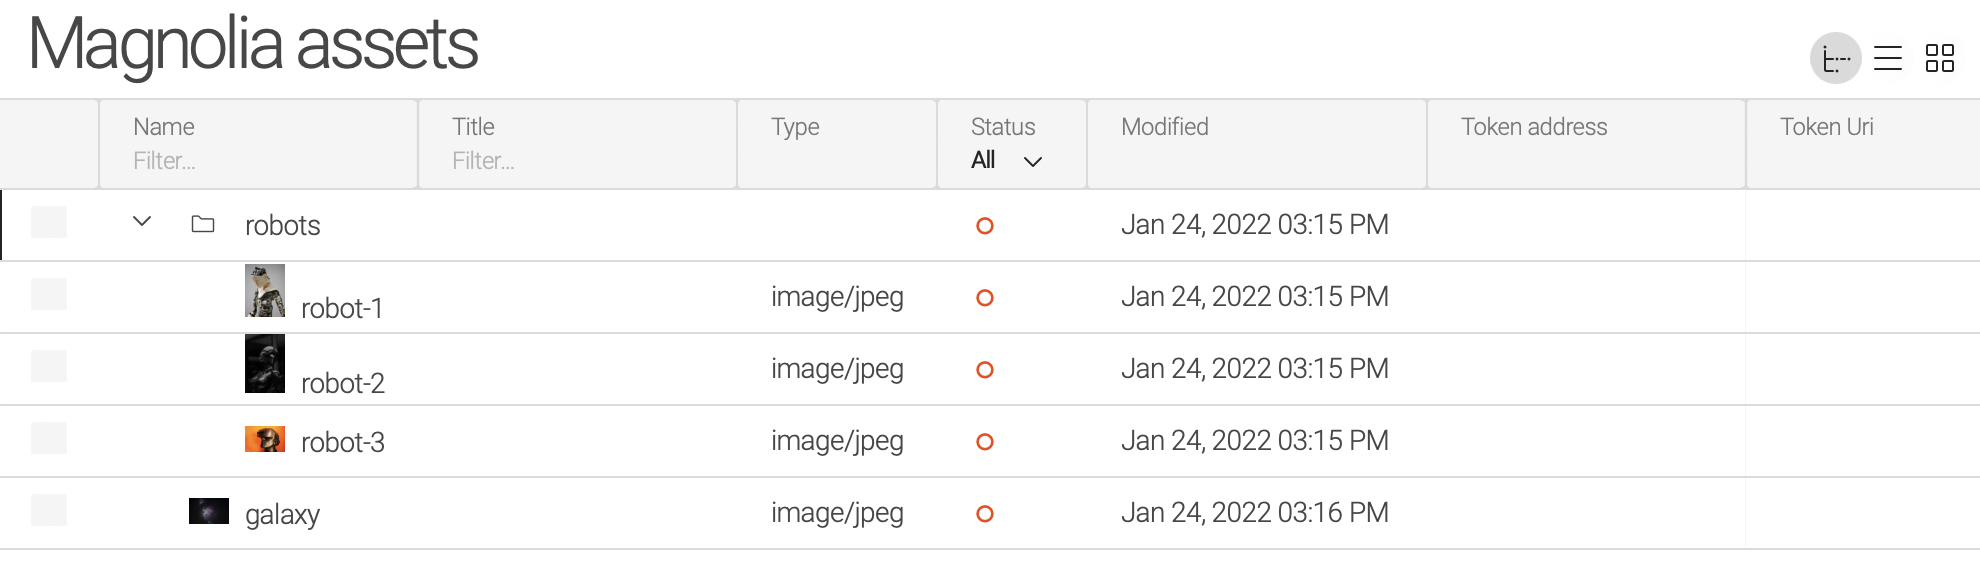 Magnolia assets
Name Title Type Status Modified Token address Token Uri
Filter... Filter... All
robots Jan 24, 2022 03:15 PM
robot-1 image/jpeg Jan 24, 2022 03:15 PM
robot-2 image/jpeg Jan 24, 2022 03:15 PM
robot-3 image/jpeg Jan 24, 2022 03:15 PM
galaxy image/jpeg Jan 24, 2022 03:16 PM